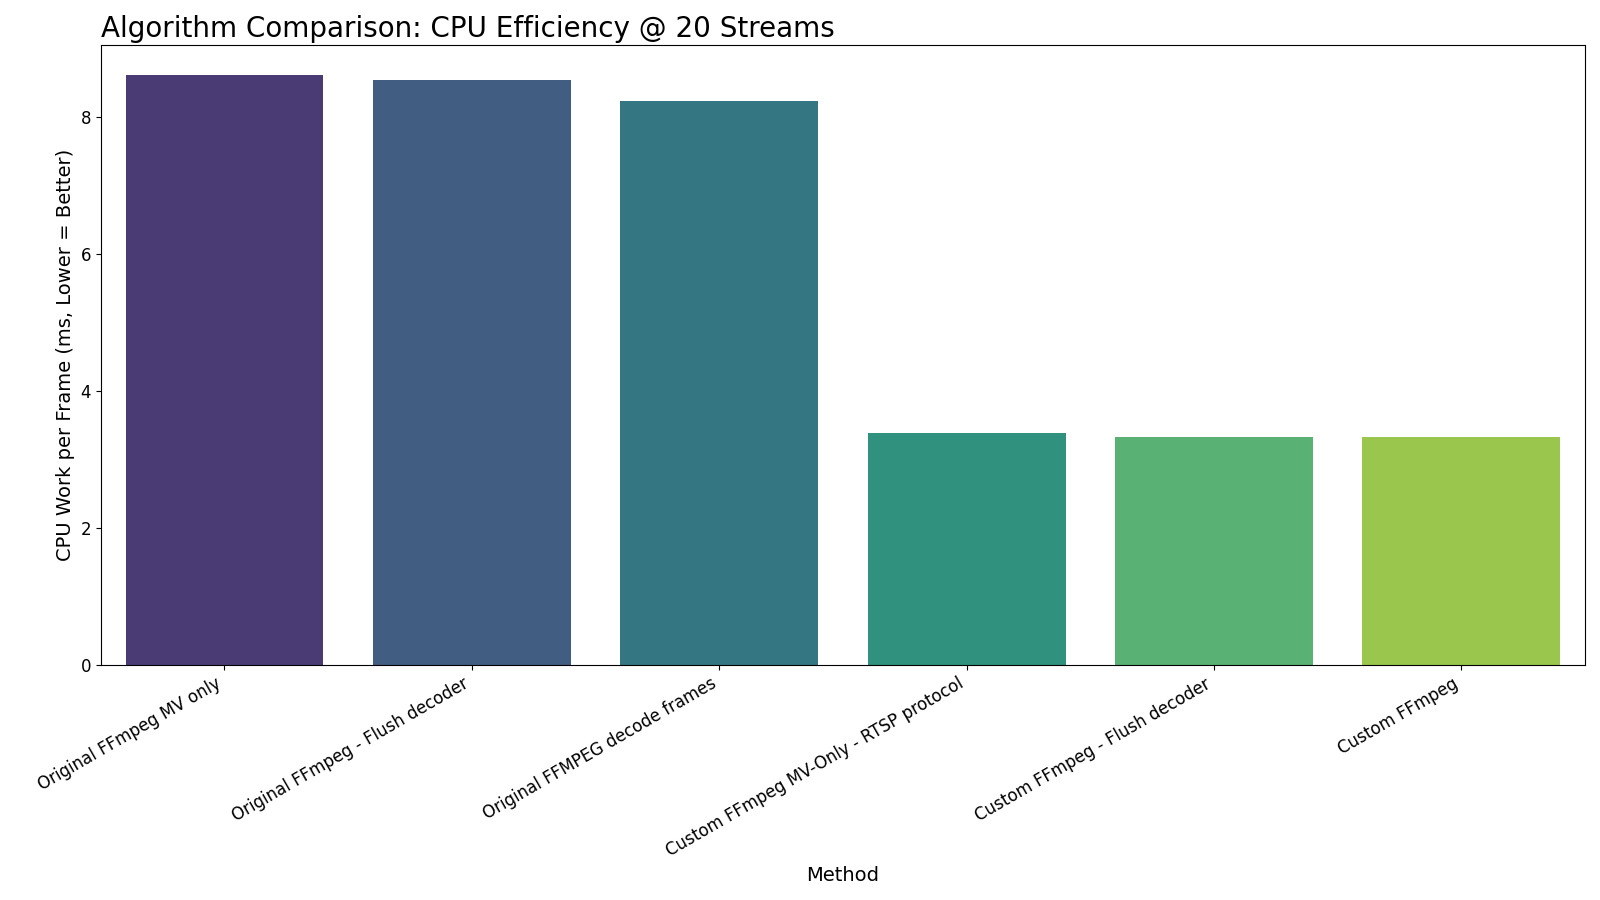 Algorithm Comparison: CPU Efficiency @ 20 Streams
CPU Work per Frame (ms, Lower = Better)
8
6
4
2
0
Original FFmpeg MV only
Original FFmpeg - Flush decoder
Original FFMPEG decode frames
Custom FFmpeg MV-Only - RTSP protocol
Custom FFmpeg - Flush decoder
Custom FFmpeg
Method